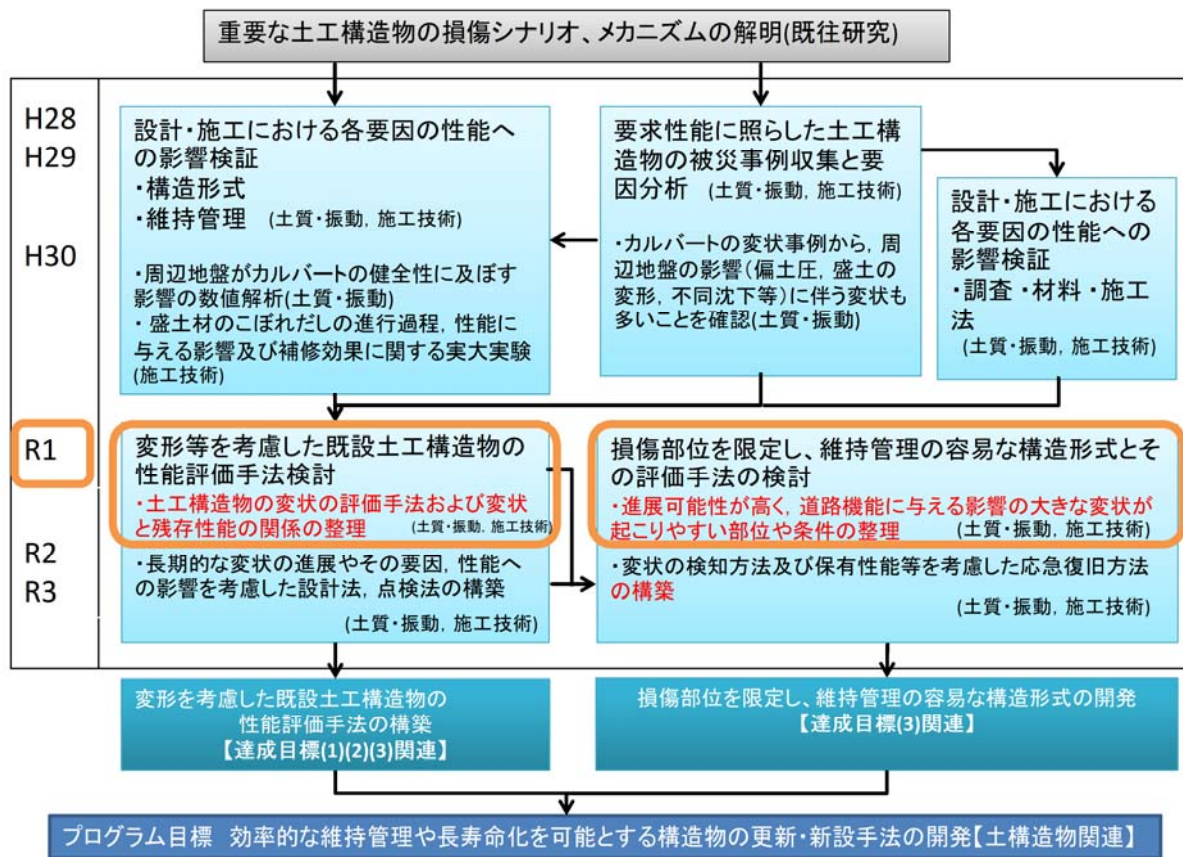 重要な土工構造物の損傷シナリオ、メカニズムの解明(既往研究)
H28
H29
H30
R1
R2
R3
設計・施工における各要因の性能へ
の影響検証
・構造形式
・維持管理 (土質・振動, 施工技術)
・周辺地盤がカルバートの健全性に及ぼす
影響の数値解析(土質・振動)
・盛土材のこぼれだしの進行過程, 性能に
与える影響及び補修効果に関する実大実験
(施工技術)
要求性能に照らした土工構
造物の被災事例収集と要
因分析 (土質・振動, 施工技術)
・カルバートの変状事例から, 周
辺地盤の影響(偏土圧, 盛土の
変形, 不同沈下等)に伴う変状も
多いことを確認(土質・振動)
設計・施工における
各要因の性能への
影響検証
・調査・材料・施工
法
(土質・振動, 施工技術)
変形等を考慮した既設土工構造物の
性能評価手法検討
・土工構造物の変状の評価手法および変状
と残存性能の関係の整理 (土質・振動, 施工技術)
・長期的な変状の進展やその要因, 性能へ
の影響を考慮した設計法, 点検法の構築
(土質・振動, 施工技術)
損傷部位を限定し、維持管理の容易な構造形式とそ
の評価手法の検討
・進展可能性が高く, 道路機能に与える影響の大きな変状が
起こりやすい部位や条件の整理 (土質・振動, 施工技術)
・変状の検知方法及び保有性能等を考慮した応急復旧方法
の構築
(土質・振動, 施工技術)
変形を考慮した既設土工構造物の
性能評価手法の構築
【達成目標(1)(2)(3)関連】
損傷部位を限定し、維持管理の容易な構造形式の開発
【達成目標(3)関連】
プログラム目標 効率的な維持管理や長寿命化を可能とする構造物の更新・新設手法の開発【土構造物関連】